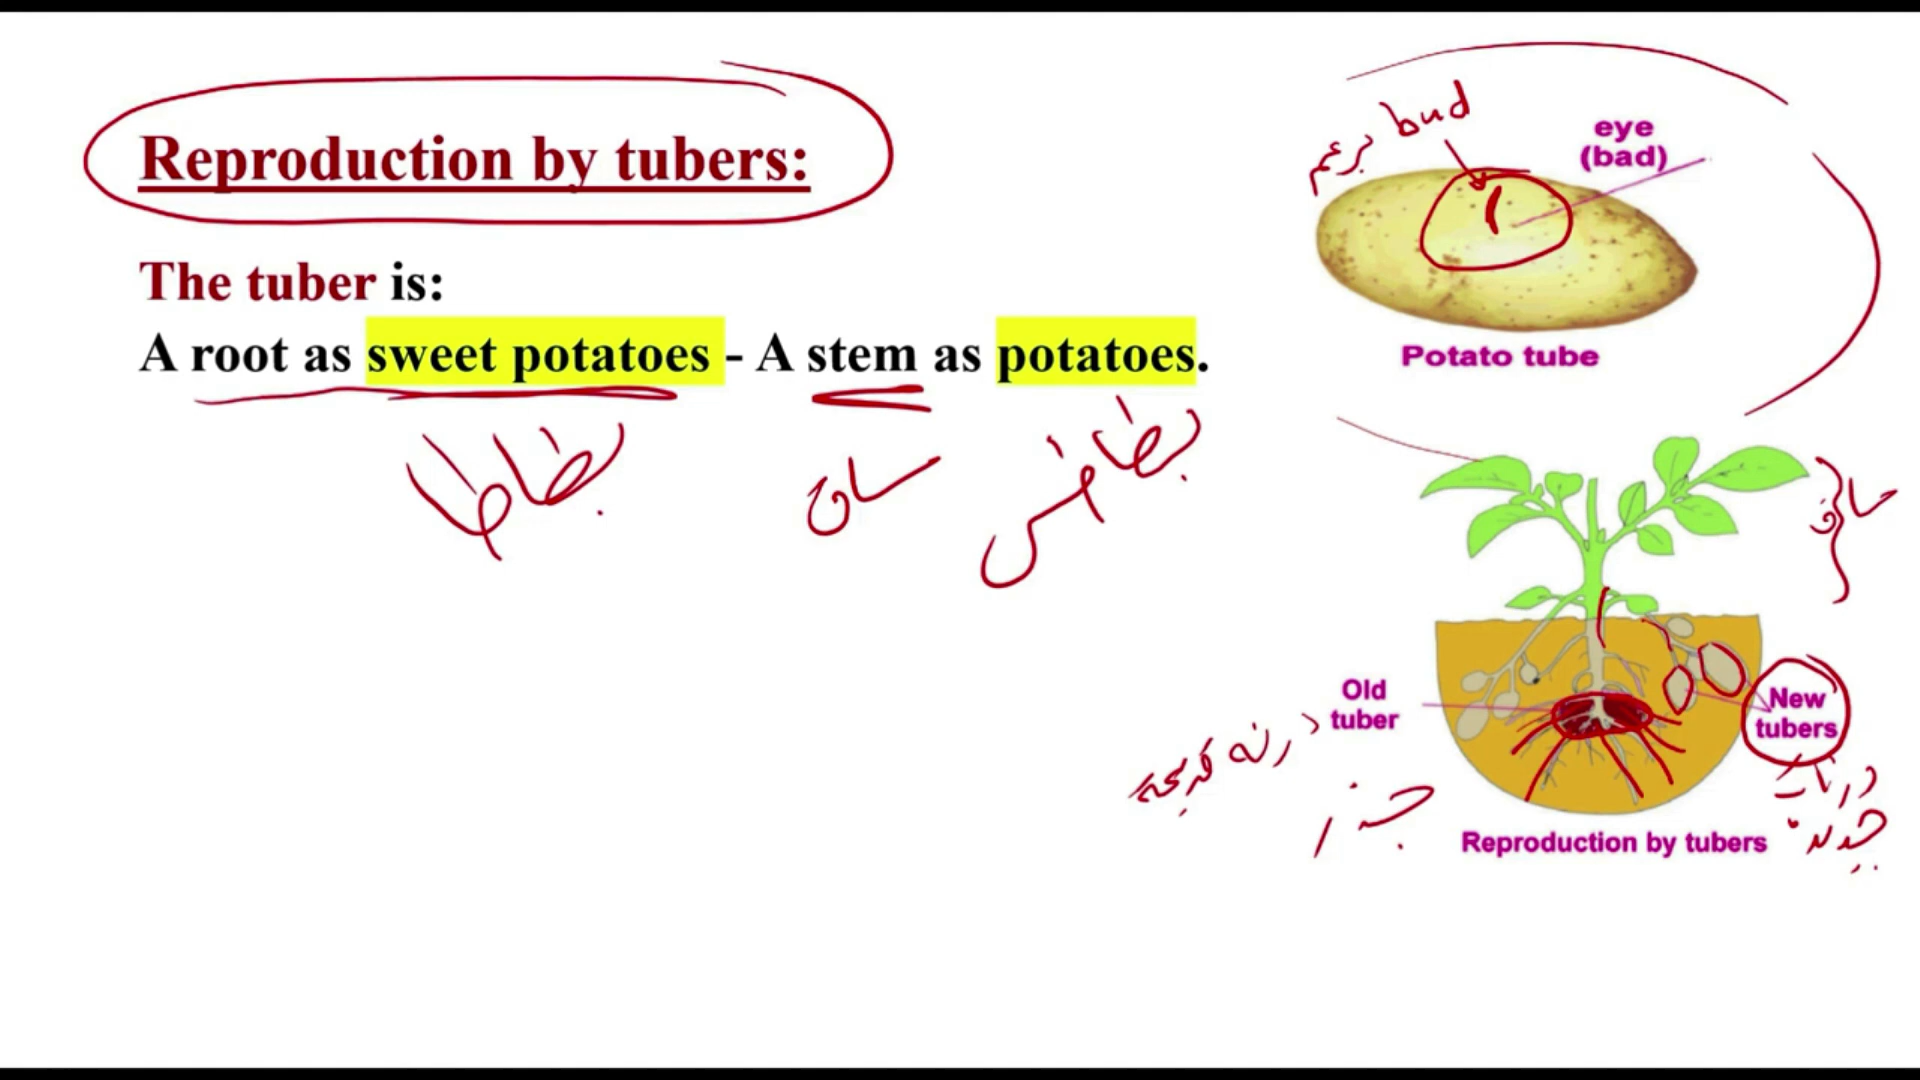 Reproduction by tubers:
The tuber is:
A root as sweet potatoes - A stem as potatoes.
بطاطا
ساق
بطاطس
برعم bud
eye
(bad)
Potato tube
ساق
Old
tuber
درنه قديمة
جذر
New
tubers
درنات
جديدة
Reproduction by tubers